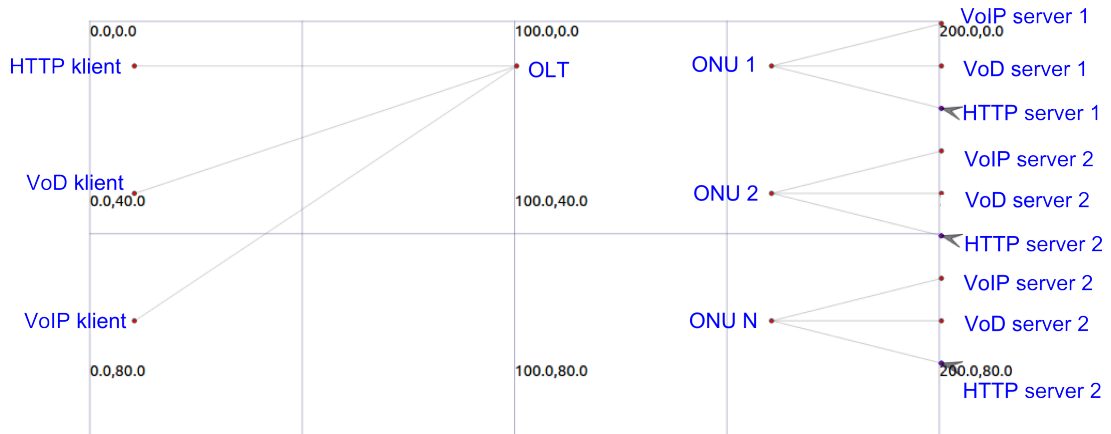 VoIP server 1
0.0,0.0
100.0,0.0
200.0,0.0
HTTP klient
OLT
ONU 1
VoD server 1
HTTP server 1
VoIP server 2
VoD klient
ONU 2
VoD server 2
0.0,40.0
100.0,40.0
HTTP server 2
VoIP server 2
VoIP klient
ONU N
VoD server 2
0.0,80.0
100.0,80.0
200.0,80.0
HTTP server 2